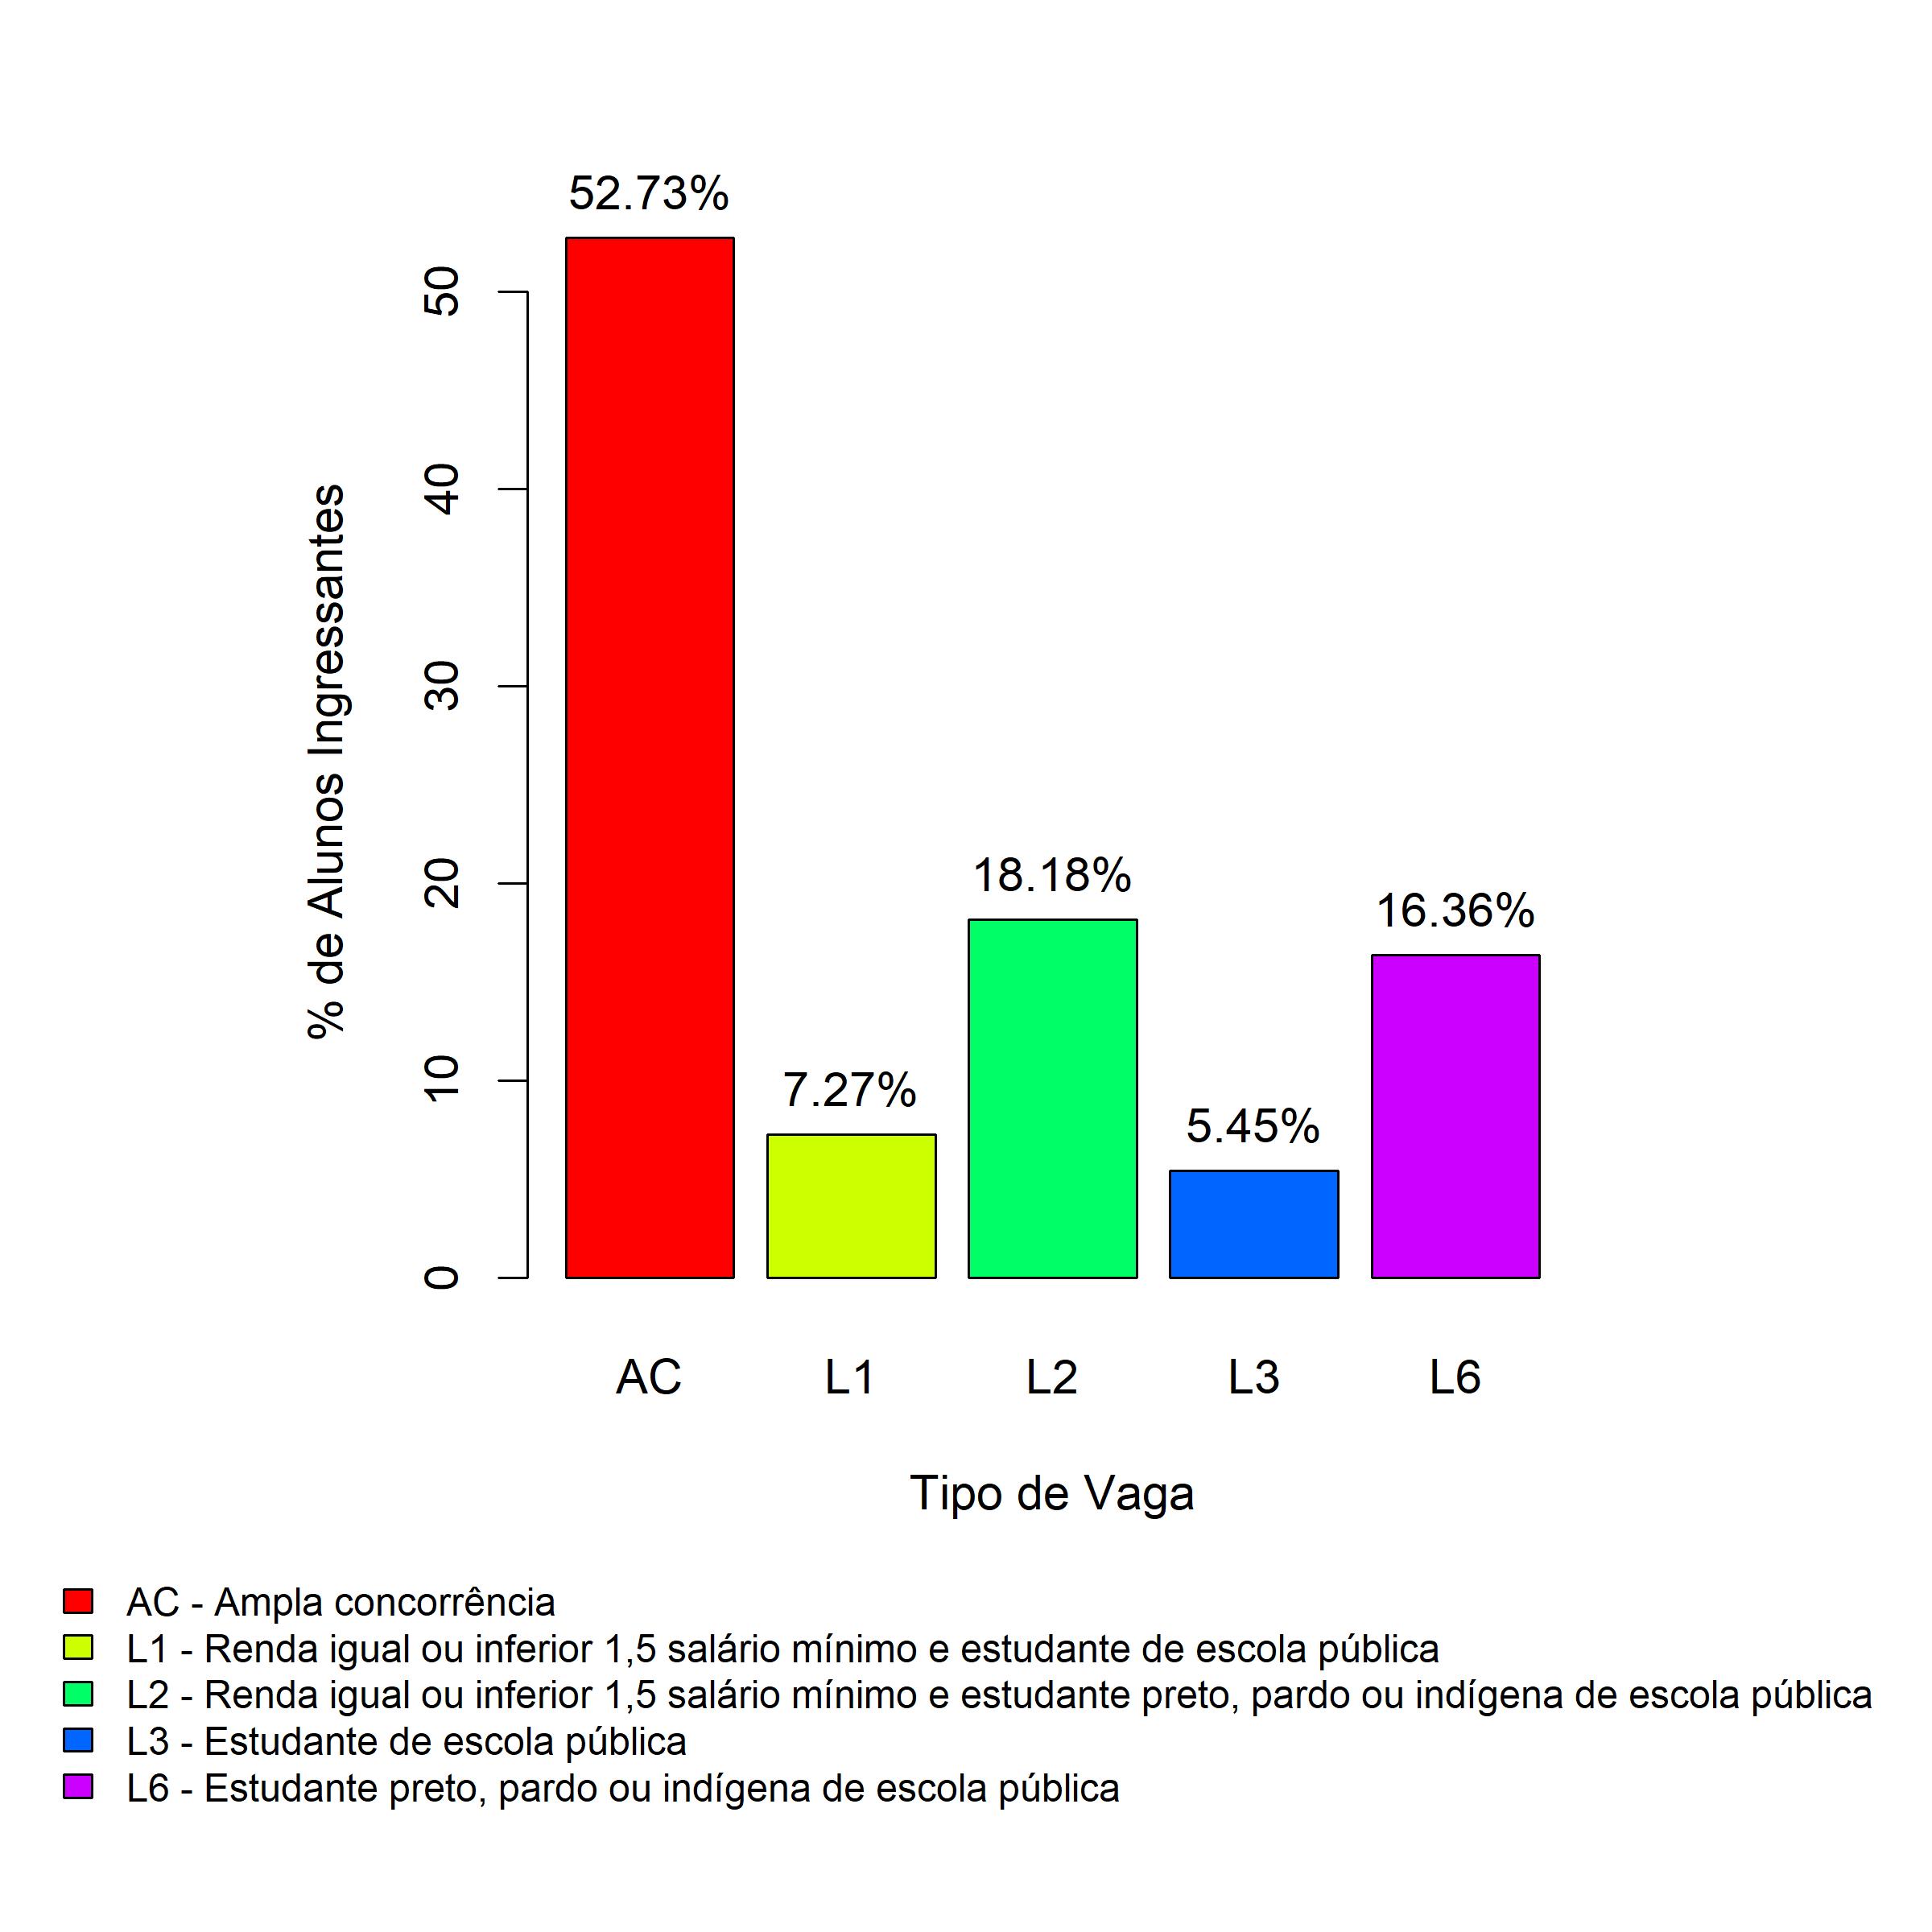 52.73%
50
40
30
20
10
0
% de Alunos Ingressantes
7.27%
18.18%
5.45%
16.36%
AC
L1
L2
L3
L6
Tipo de Vaga
AC - Ampla concorrência
L1 - Renda igual ou inferior 1,5 salário mínimo e estudante de escola pública
L2 - Renda igual ou inferior 1,5 salário mínimo e estudante preto, pardo ou indígena de escola pública
L3 - Estudante de escola pública
L6 - Estudante preto, pardo ou indígena de escola pública